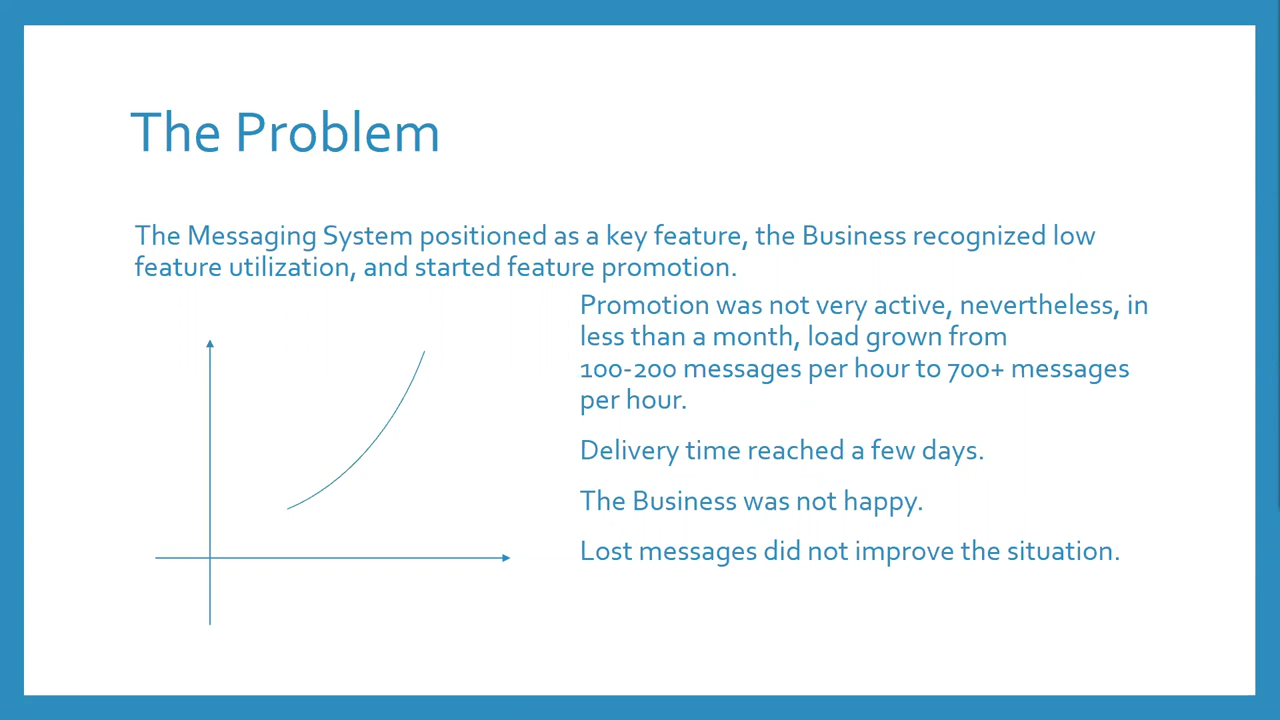 The Problem
The Messaging System positioned as a key feature, the Business recognized low
feature utilization, and started feature promotion.
Promotion was not very active, nevertheless, in
less than a month, load grown from
100-200 messages per hour to 700+ messages
per hour.
Delivery time reached a few days.
The Business was not happy.
Lost messages did not improve the situation.